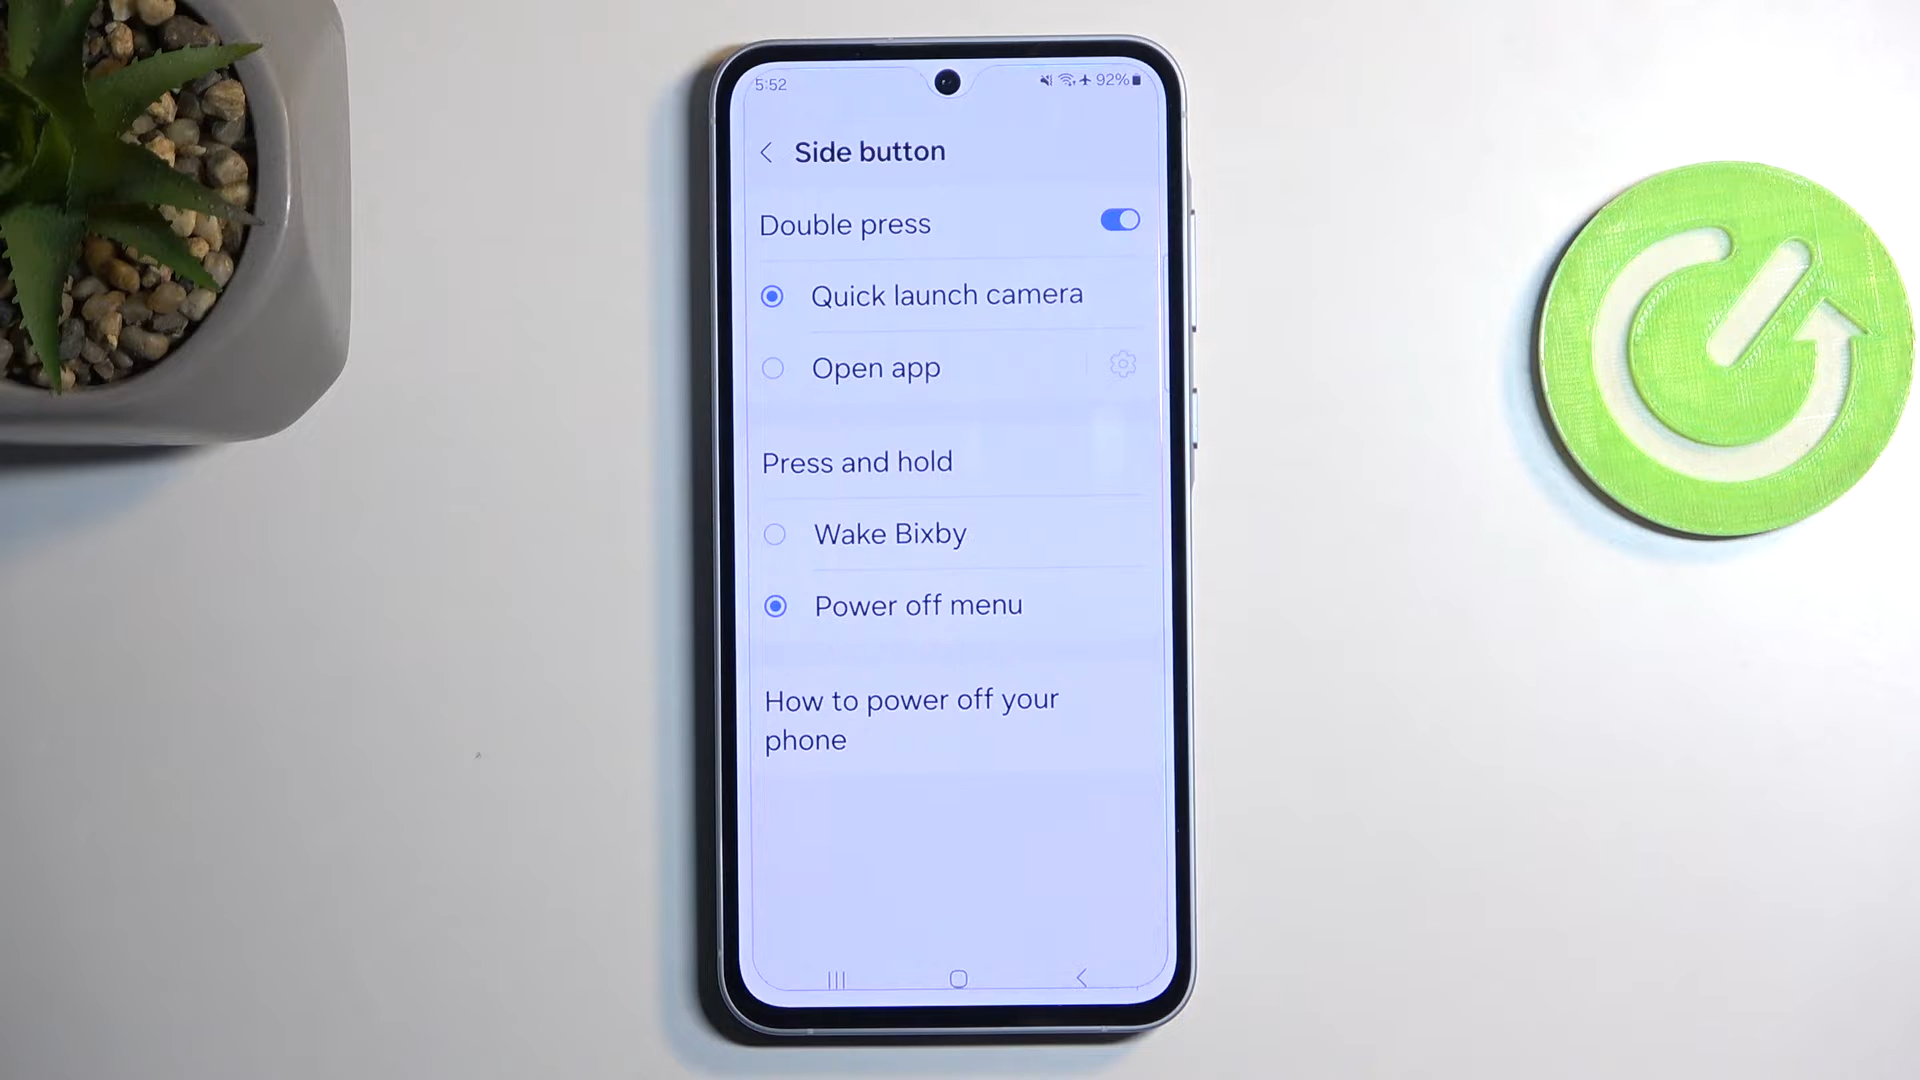 5:52
92%
Side button
Double press
Quick launch camera
Open app
Press and hold
Wake Bixby
Power off menu
How to power off your
phone